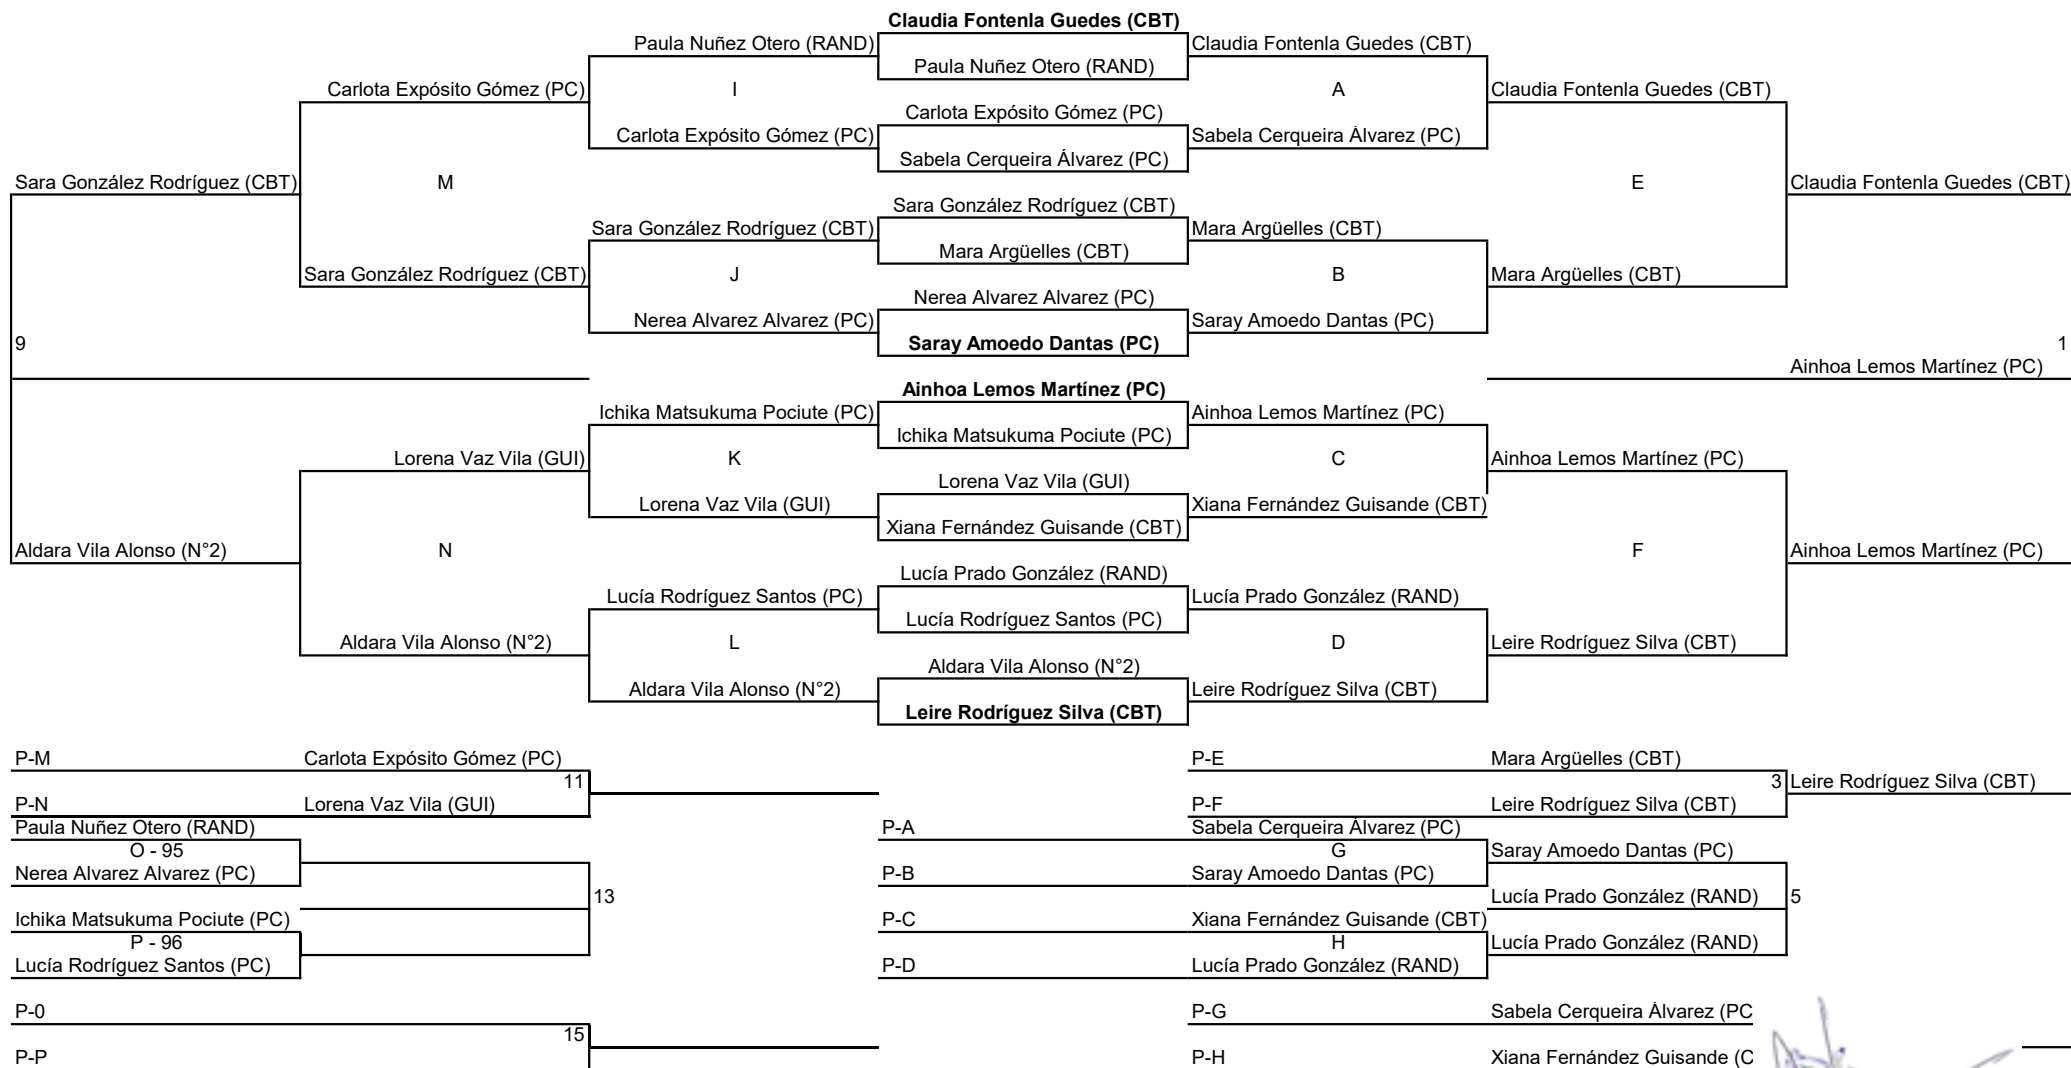 Claudia Fontenla Guedes (CBT)
Paula Nuñez Otero (RAND)
Claudia Fontenla Guedes (CBT)
Paula Nuñez Otero (RAND)
Carlota Expósito Gómez (PC)
I
A
Claudia Fontenla Guedes (CBT)
Carlota Expósito Gómez (PC)
Carlota Expósito Gómez (PC)
Sabela Cerqueira Álvarez (PC)
Sabela Cerqueira Álvarez (PC)
Sara González Rodríguez (CBT)
M
E
Claudia Fontenla Guedes (CBT)
Sara González Rodríguez (CBT)
Sara González Rodríguez (CBT)
Mara Argüelles (CBT)
Mara Argüelles (CBT)
Sara González Rodríguez (CBT)
J
B
Mara Argüelles (CBT)
Nerea Alvarez Alvarez (PC)
Nerea Alvarez Alvarez (PC)
Saray Amoedo Dantas (PC)
9
Saray Amoedo Dantas (PC)
1
Ainhoa Lemos Martínez (PC)
Ainhoa Lemos Martínez (PC)
Ichika Matsukuma Pociute (PC)
Ainhoa Lemos Martínez (PC)
Ichika Matsukuma Pociute (PC)
Lorena Vaz Vila (GUI)
K
C
Ainhoa Lemos Martínez (PC)
Lorena Vaz Vila (GUI)
Lorena Vaz Vila (GUI)
Xiana Fernández Guisande (CBT)
Xiana Fernández Guisande (CBT)
Aldara Vila Alonso (N°2)
N
F
Ainhoa Lemos Martínez (PC)
Lucía Prado González (RAND)
Lucía Rodríguez Santos (PC)
Lucía Prado González (RAND)
Lucía Rodríguez Santos (PC)
Aldara Vila Alonso (N°2)
L
D
Leire Rodríguez Silva (CBT)
Aldara Vila Alonso (N°2)
Aldara Vila Alonso (N°2)
Leire Rodríguez Silva (CBT)
Leire Rodríguez Silva (CBT)
P-M
Carlota Expósito Gómez (PC)
P-E
Mara Argüelles (CBT)
11
3
Leire Rodríguez Silva (CBT)
P-N
Lorena Vaz Vila (GUI)
P-F
Leire Rodríguez Silva (CBT)
Paula Nuñez Otero (RAND)
P-A
Sabela Cerqueira Álvarez (PC)
O - 95
G
Saray Amoedo Dantas (PC)
Nerea Alvarez Alvarez (PC)
P-B
Saray Amoedo Dantas (PC)
13
Lucía Prado González (RAND)
5
Ichika Matsukuma Pociute (PC)
P-C
Xiana Fernández Guisande (CBT)
P - 96
H
Lucía Prado González (RAND)
Lucía Rodríguez Santos (PC)
P-D
Lucía Prado González (RAND)
P-0
P-G
Sabela Cerqueira Álvarez (PC
15
P-P
P-H
Xiana Fernández Guisande (C